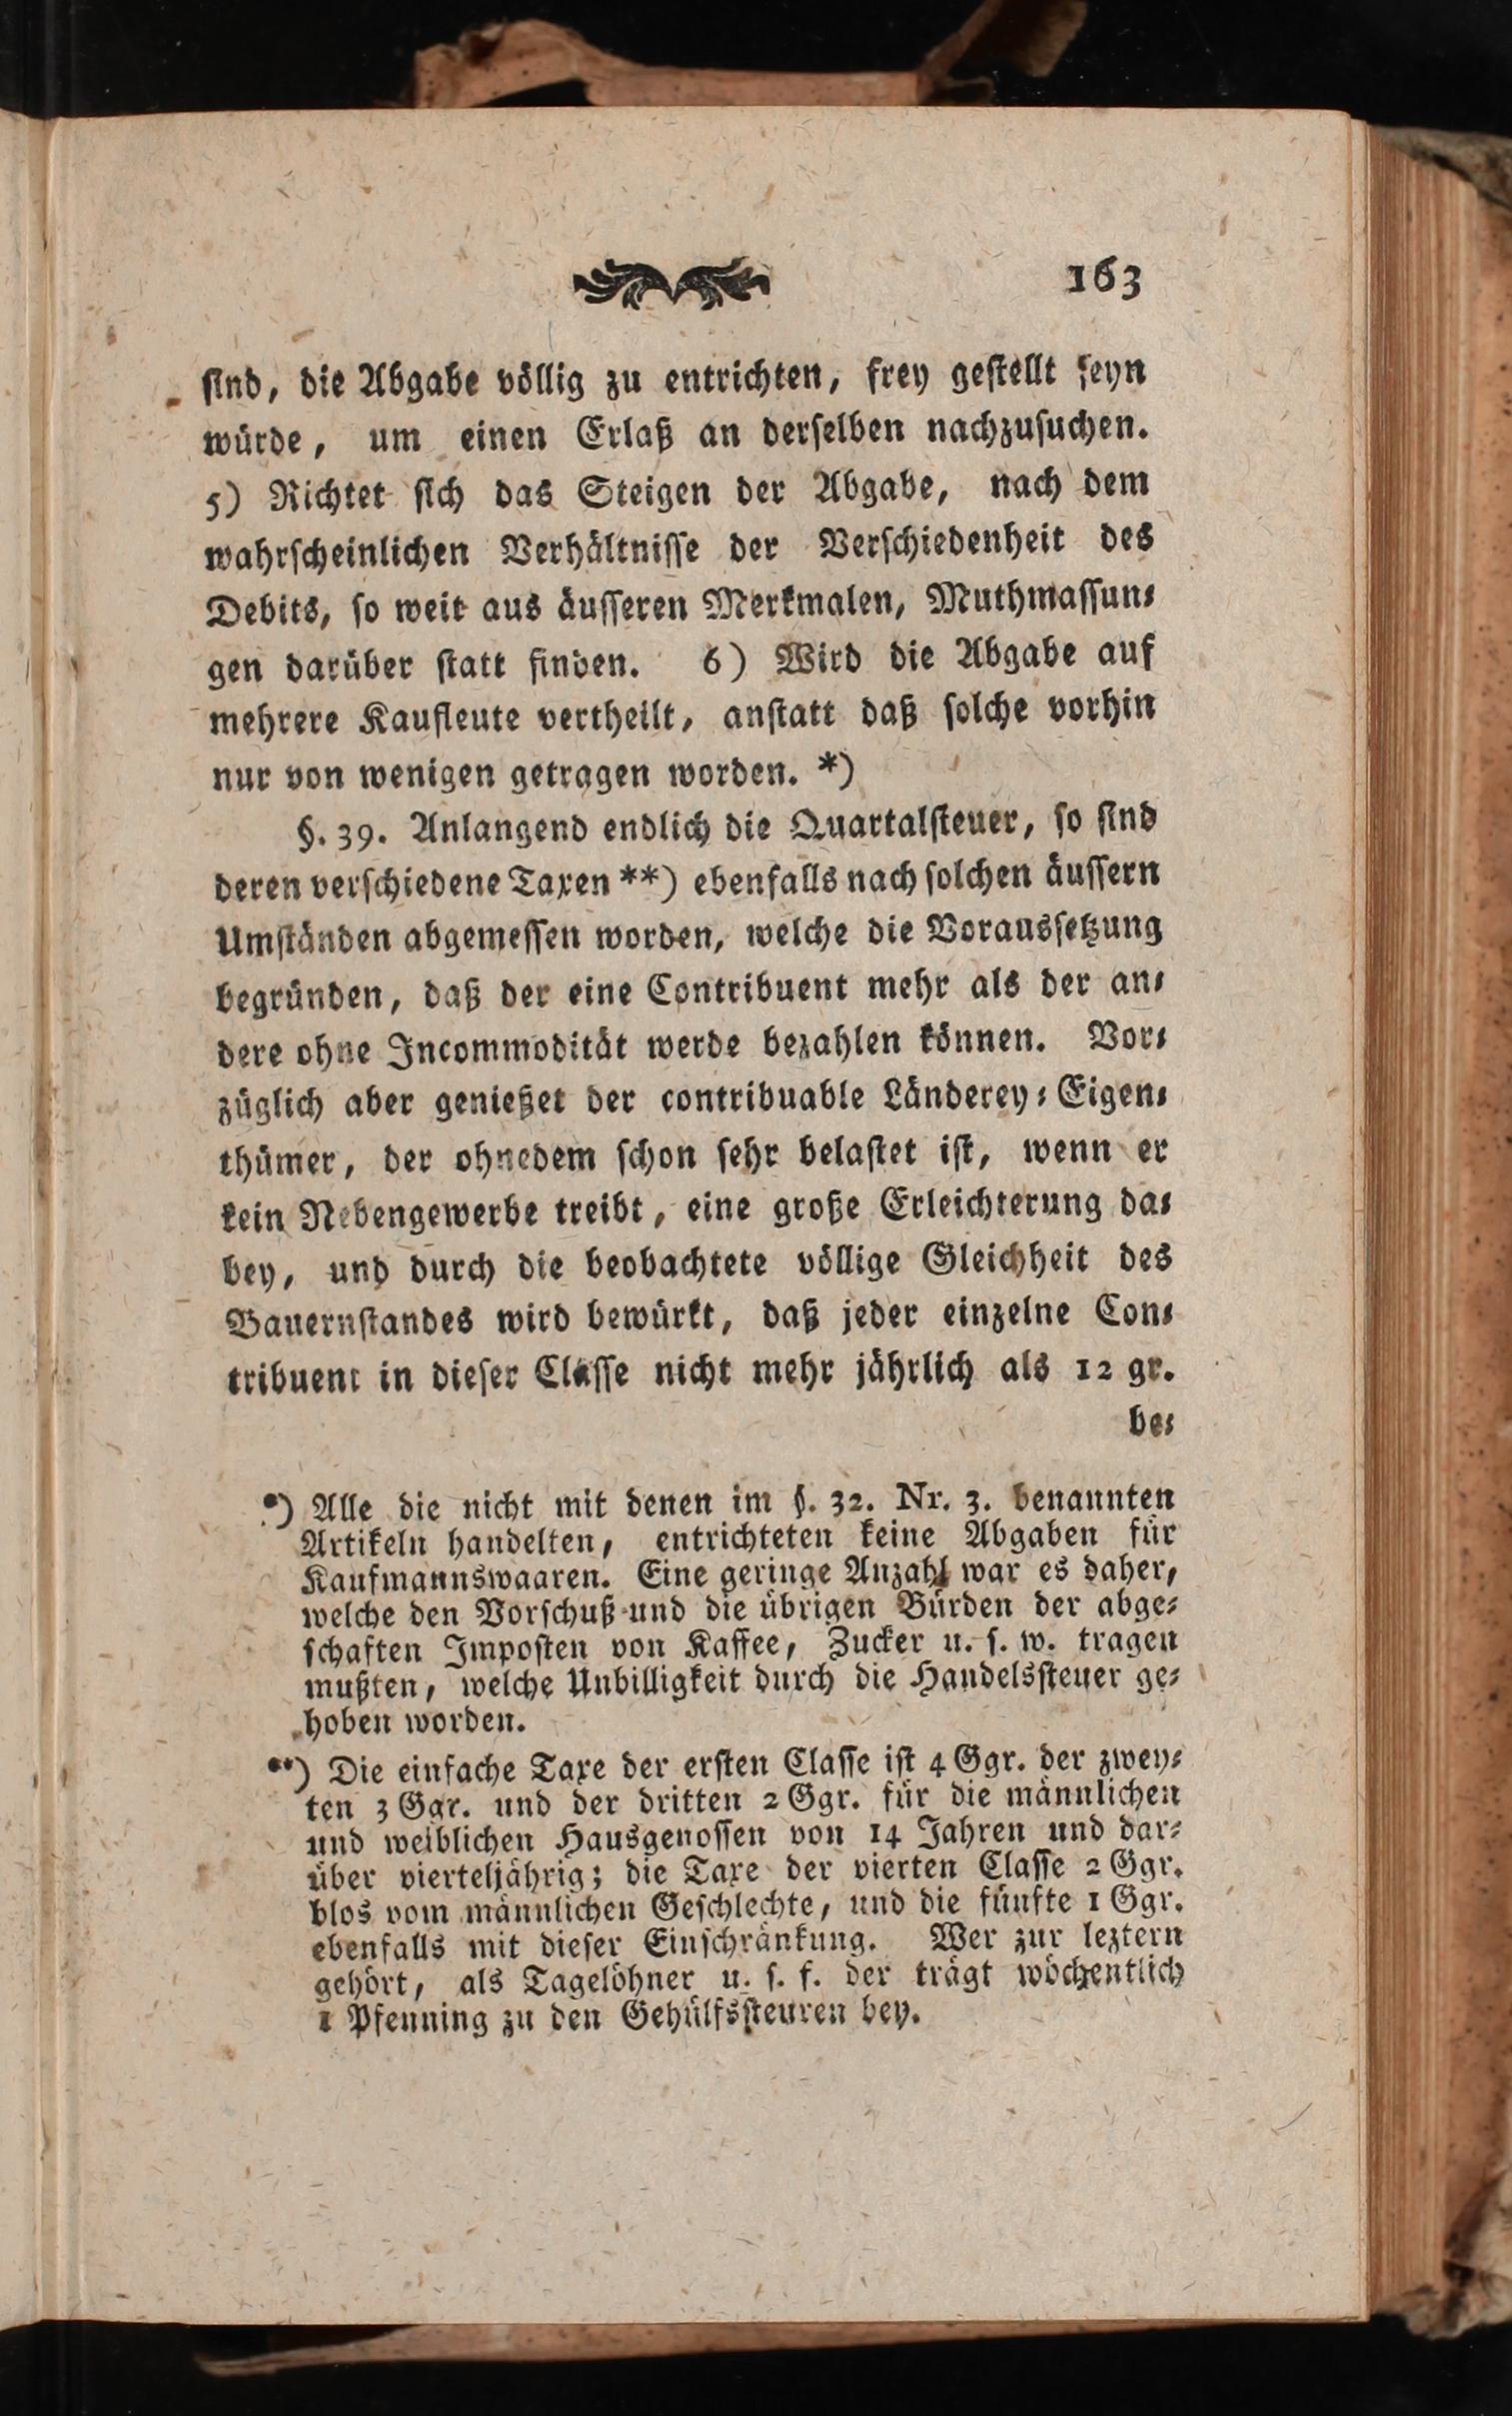 163
sind, die Abgabe völlig zu entrichten, frey gestellt seyn
würde, um einen Erlaß an derselben nachzusuchen.
5) Richtet sich das Steigen der Abgabe, nach dem
wahrscheinlichen Verhältnisse der Verschiedenheit des
Debits, so weit aus äusseren Merkmalen, Muthmassun⸗
gen darüber statt finden. 6) Wird die Abgabe auf
mehrere Kaufleute vertheilt, anstatt daß solche vorhin
nur von wenigen getragen worden. *)
§. 39. Anlangend endlich die Quartalsteuer, so sind
deren verschiedene Taxen **) ebenfalls nach solchen äussern
Umständen abgemessen worden, welche die Voraussetzung
begründen, daß der eine Contribuent mehr als der an⸗
dere ohne Incommodität werde bezahlen können. Vor⸗
züglich aber genießet der contribuable Länderey⸗Eigen⸗
thümer, der ohnedem schon sehr belastet ist, wenn er
kein Nebengewerbe treibt, eine große Erleichterung da⸗
bey, und durch die beobachtete völlige Gleichheit des
Bauernstandes wird bewürkt, daß jeder einzelne Con⸗
tribuent in dieser Classe nicht mehr jährlich als 12 gr.
be⸗
*) Alle die nicht mit denen im §. 32. Nr. 3. benannten
Artikeln handelten, entrichteten keine Abgaben für
Kaufmannswaaren. Eine geringe Anzahl war es daher,
welche den Vorschuß und die übrigen Bürden der abge⸗
schaften Imposten von Kaffee, Zucker u. s. w. tragen
mußten, welche Unbilligkeit durch die Handelssteuer ge⸗
hoben worden.
**) Die einfache Taxe der ersten Classe ist 4 Ggr. der zwey⸗
ten 3 Ggr. und der dritten 2 Ggr. für die männlichen
und weiblichen Hausgenossen von 14 Jahren und dar⸗
über vierteljährig; die Taxe der vierten Classe 2 Ggr.
blos vom männlichen Geschlechte, und die fünfte 1 Ggr.
ebenfalls mit dieser Einschränkung. Wer zur leztern
gehört, als Tagelöhner u. s. f. der trägt wöchentlich
1 Pfenning zu den Gehülfssteuren bey.